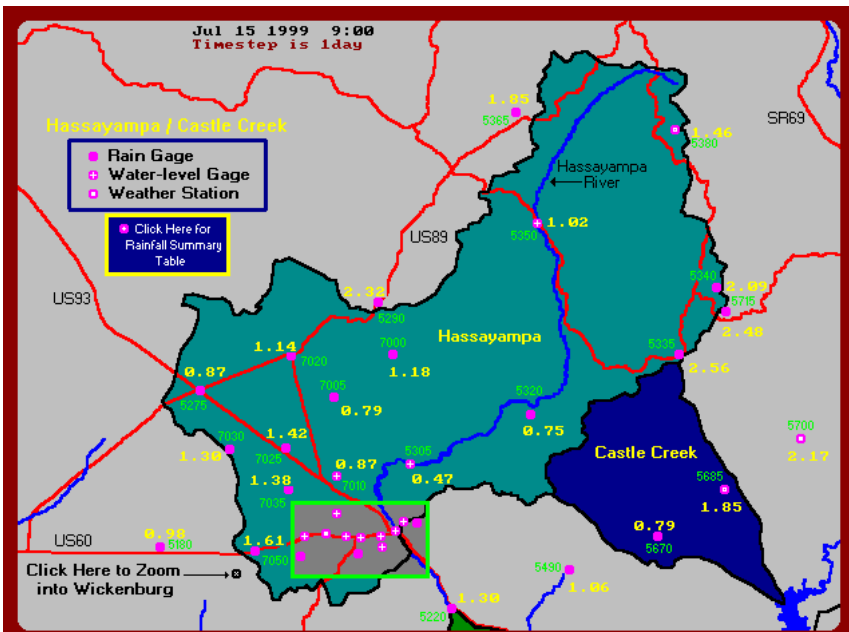 Jul 15 1999 9:00
Timestep is 1day
Hassayampa / Castle Creek
Rain Gage
Water-level Gage
Weather Station
Click Here for
Rainfall Summary
Table
1.85
5365
SR69
1.46
5380
Hassayampa
River
1.02
5350
US89
US93
2.32
5290
5340
2.09
5715
2.48
Hassayampa
1.14
7020
7000
1.18
5335
2.56
0.87
5275
7005
0.79
5320
0.75
7030
1.30
1.42
7025
5305
0.47
0.87
7010
1.38
7035
Castle Creek
5700
2.17
5685
1.85
0.79
5670
US60
0.98
5180
1.61
7050
Click Here to Zoom
into Wickenburg
5490
1.06
1.30
5220